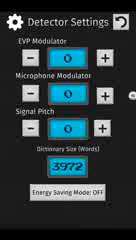 Detector Settings
EVP Modulator
- 0 +
Microphone Modulator
- 0 +
Signal Pitch
- 0 +
Dictionary Size (Words)
3972
Energy Saving Mode: OFF